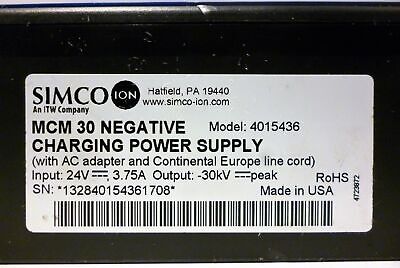 SIMCO ION Hatfield, PA 19440
An ITW Company www.simco-ion.com
MCM 30 NEGATIVE Model: 4015436
CHARGING POWER SUPPLY
(with AC adapter and Continental Europe line cord)
Input: 24V⎓, 3.75A Output: -30kV ⎓peak RoHS
SN: *132840154361708* Made in USA
4723972